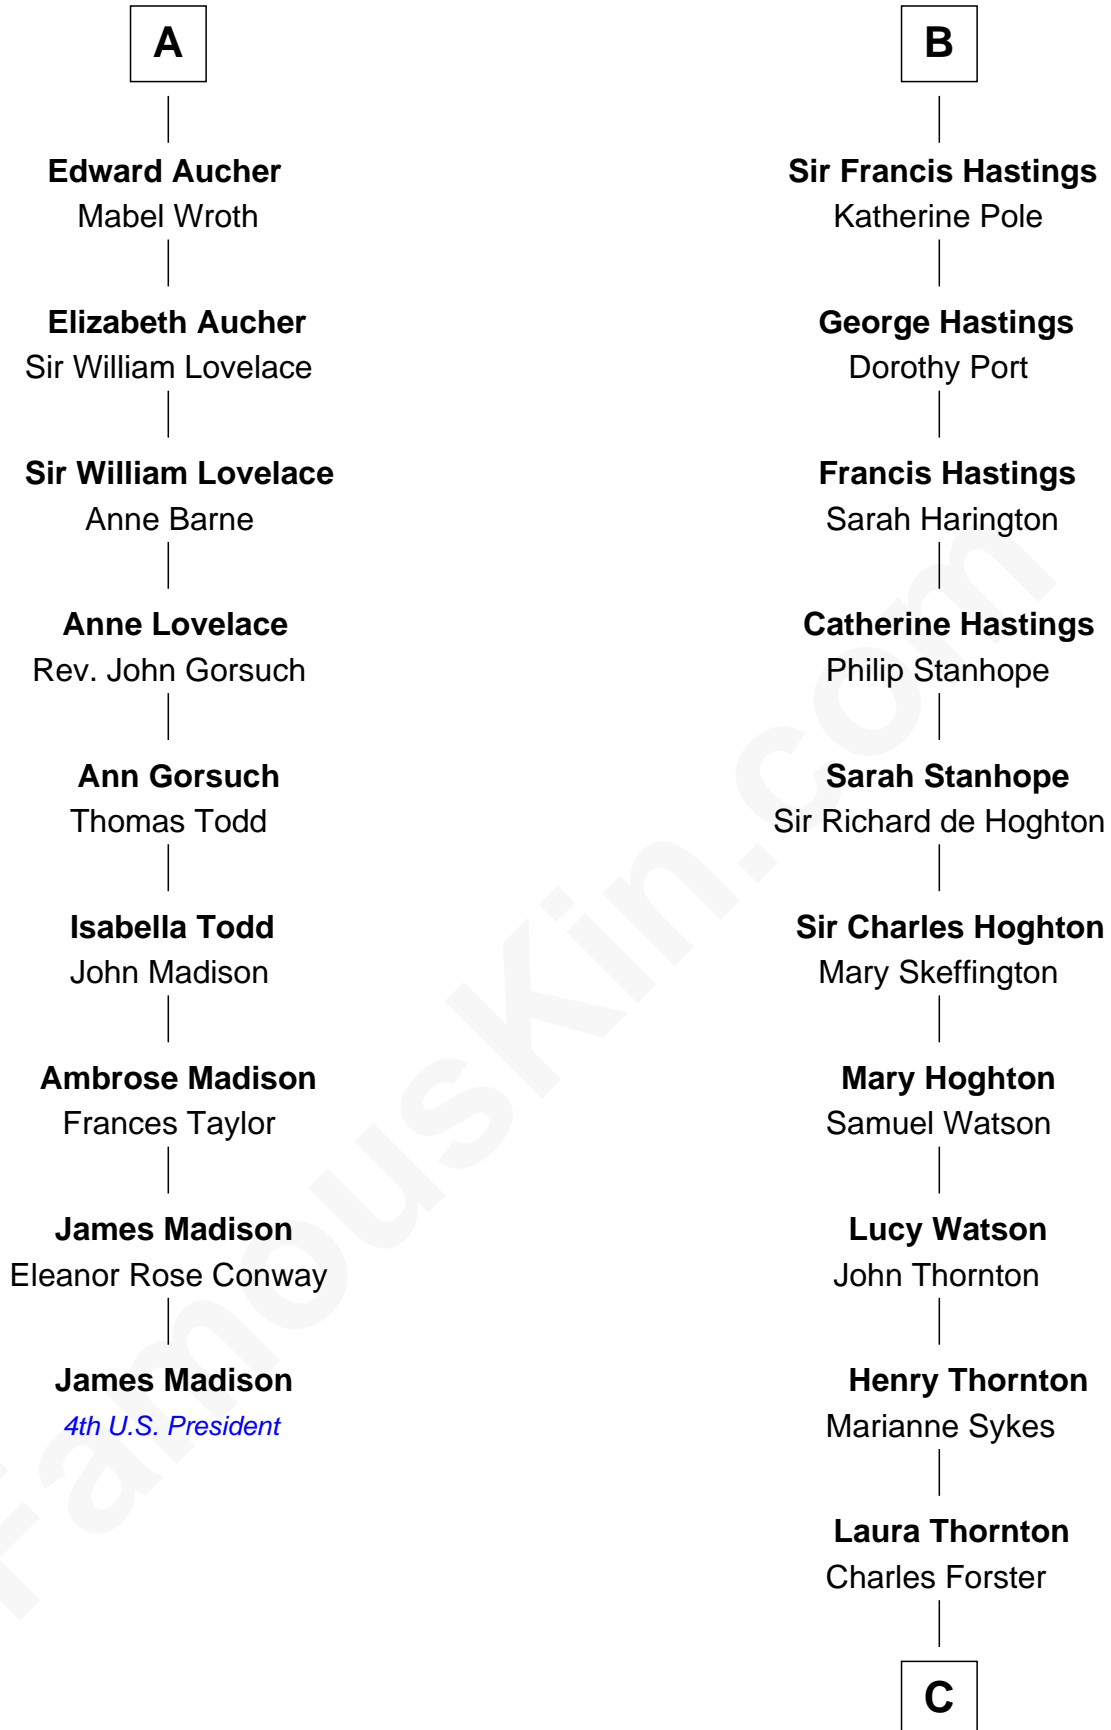 A
Edward Aucher
Mabel Wroth
Elizabeth Aucher
Sir William Lovelace
Sir William Lovelace
Anne Barne
Anne Lovelace
Rev. John Gorsuch
Ann Gorsuch
Thomas Todd
Isabella Todd
John Madison
Ambrose Madison
Frances Taylor
James Madison
Eleanor Rose Conway
James Madison
4th U.S. President
B
Sir Francis Hastings
Katherine Pole
George Hastings
Dorothy Port
Francis Hastings
Sarah Harington
Catherine Hastings
Philip Stanhope
Sarah Stanhope
Sir Richard de Hoghton
Sir Charles Hoghton
Mary Skeffington
Mary Hoghton
Samuel Watson
Lucy Watson
John Thornton
Henry Thornton
Marianne Sykes
Laura Thornton
Charles Forster
C
FamousKin.com